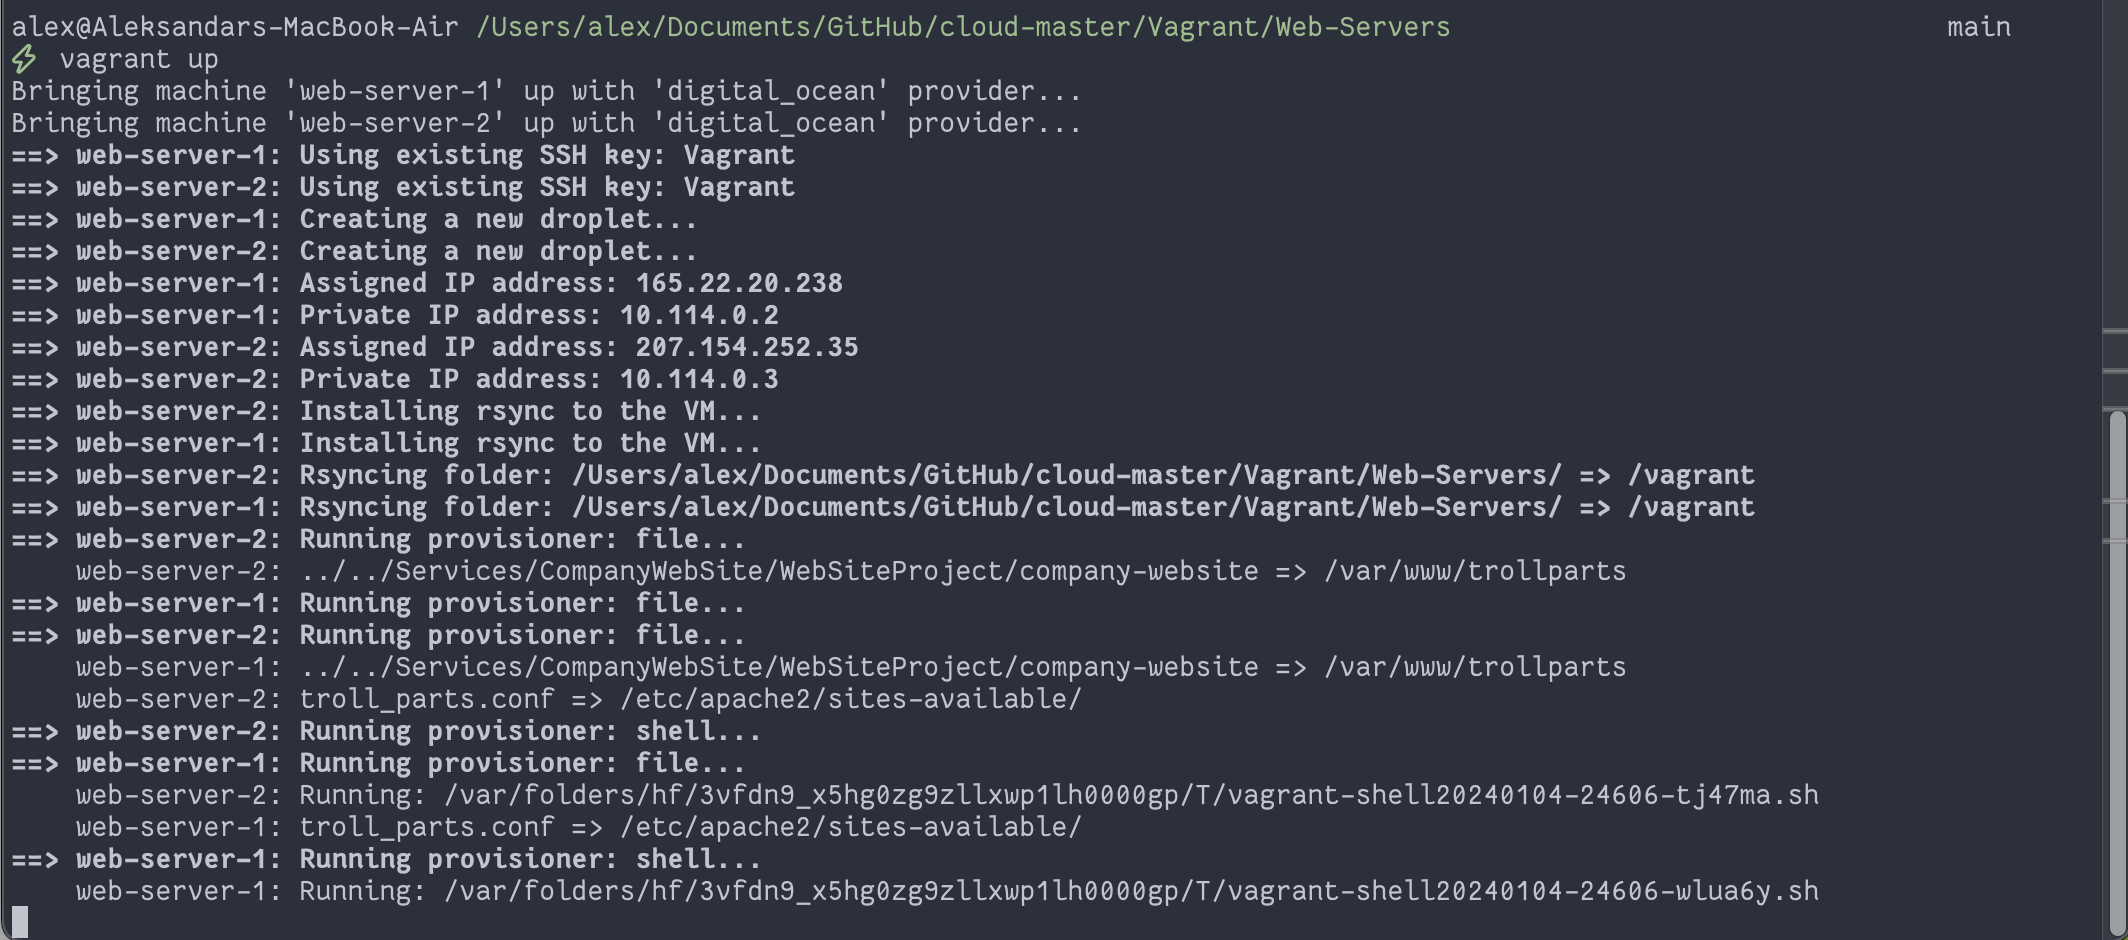 alex@Aleksandars-MacBook-Air /Users/alex/Documents/GitHub/cloud-master/Vagrant/Web-Servers main
⚡ vagrant up
Bringing machine 'web-server-1' up with 'digital_ocean' provider...
Bringing machine 'web-server-2' up with 'digital_ocean' provider...
==> web-server-1: Using existing SSH key: Vagrant
==> web-server-2: Using existing SSH key: Vagrant
==> web-server-1: Creating a new droplet...
==> web-server-2: Creating a new droplet...
==> web-server-1: Assigned IP address: 165.22.20.238
==> web-server-1: Private IP address: 10.114.0.2
==> web-server-2: Assigned IP address: 207.154.252.35
==> web-server-2: Private IP address: 10.114.0.3
==> web-server-2: Installing rsync to the VM...
==> web-server-1: Installing rsync to the VM...
==> web-server-2: Rsyncing folder: /Users/alex/Documents/GitHub/cloud-master/Vagrant/Web-Servers/ => /vagrant
==> web-server-1: Rsyncing folder: /Users/alex/Documents/GitHub/cloud-master/Vagrant/Web-Servers/ => /vagrant
==> web-server-2: Running provisioner: file...
    web-server-2: ../../Services/CompanyWebSite/WebSiteProject/company-website => /var/www/trollparts
==> web-server-1: Running provisioner: file...
==> web-server-2: Running provisioner: file...
    web-server-1: ../../Services/CompanyWebSite/WebSiteProject/company-website => /var/www/trollparts
    web-server-2: troll_parts.conf => /etc/apache2/sites-available/
==> web-server-2: Running provisioner: shell...
==> web-server-1: Running provisioner: file...
    web-server-2: Running: /var/folders/hf/3vfdn9_x5hg0zg9zllxwp1lh0000gp/T/vagrant-shell20240104-24606-tj47ma.sh
    web-server-1: troll_parts.conf => /etc/apache2/sites-available/
==> web-server-1: Running provisioner: shell...
    web-server-1: Running: /var/folders/hf/3vfdn9_x5hg0zg9zllxwp1lh0000gp/T/vagrant-shell20240104-24606-wlua6y.sh